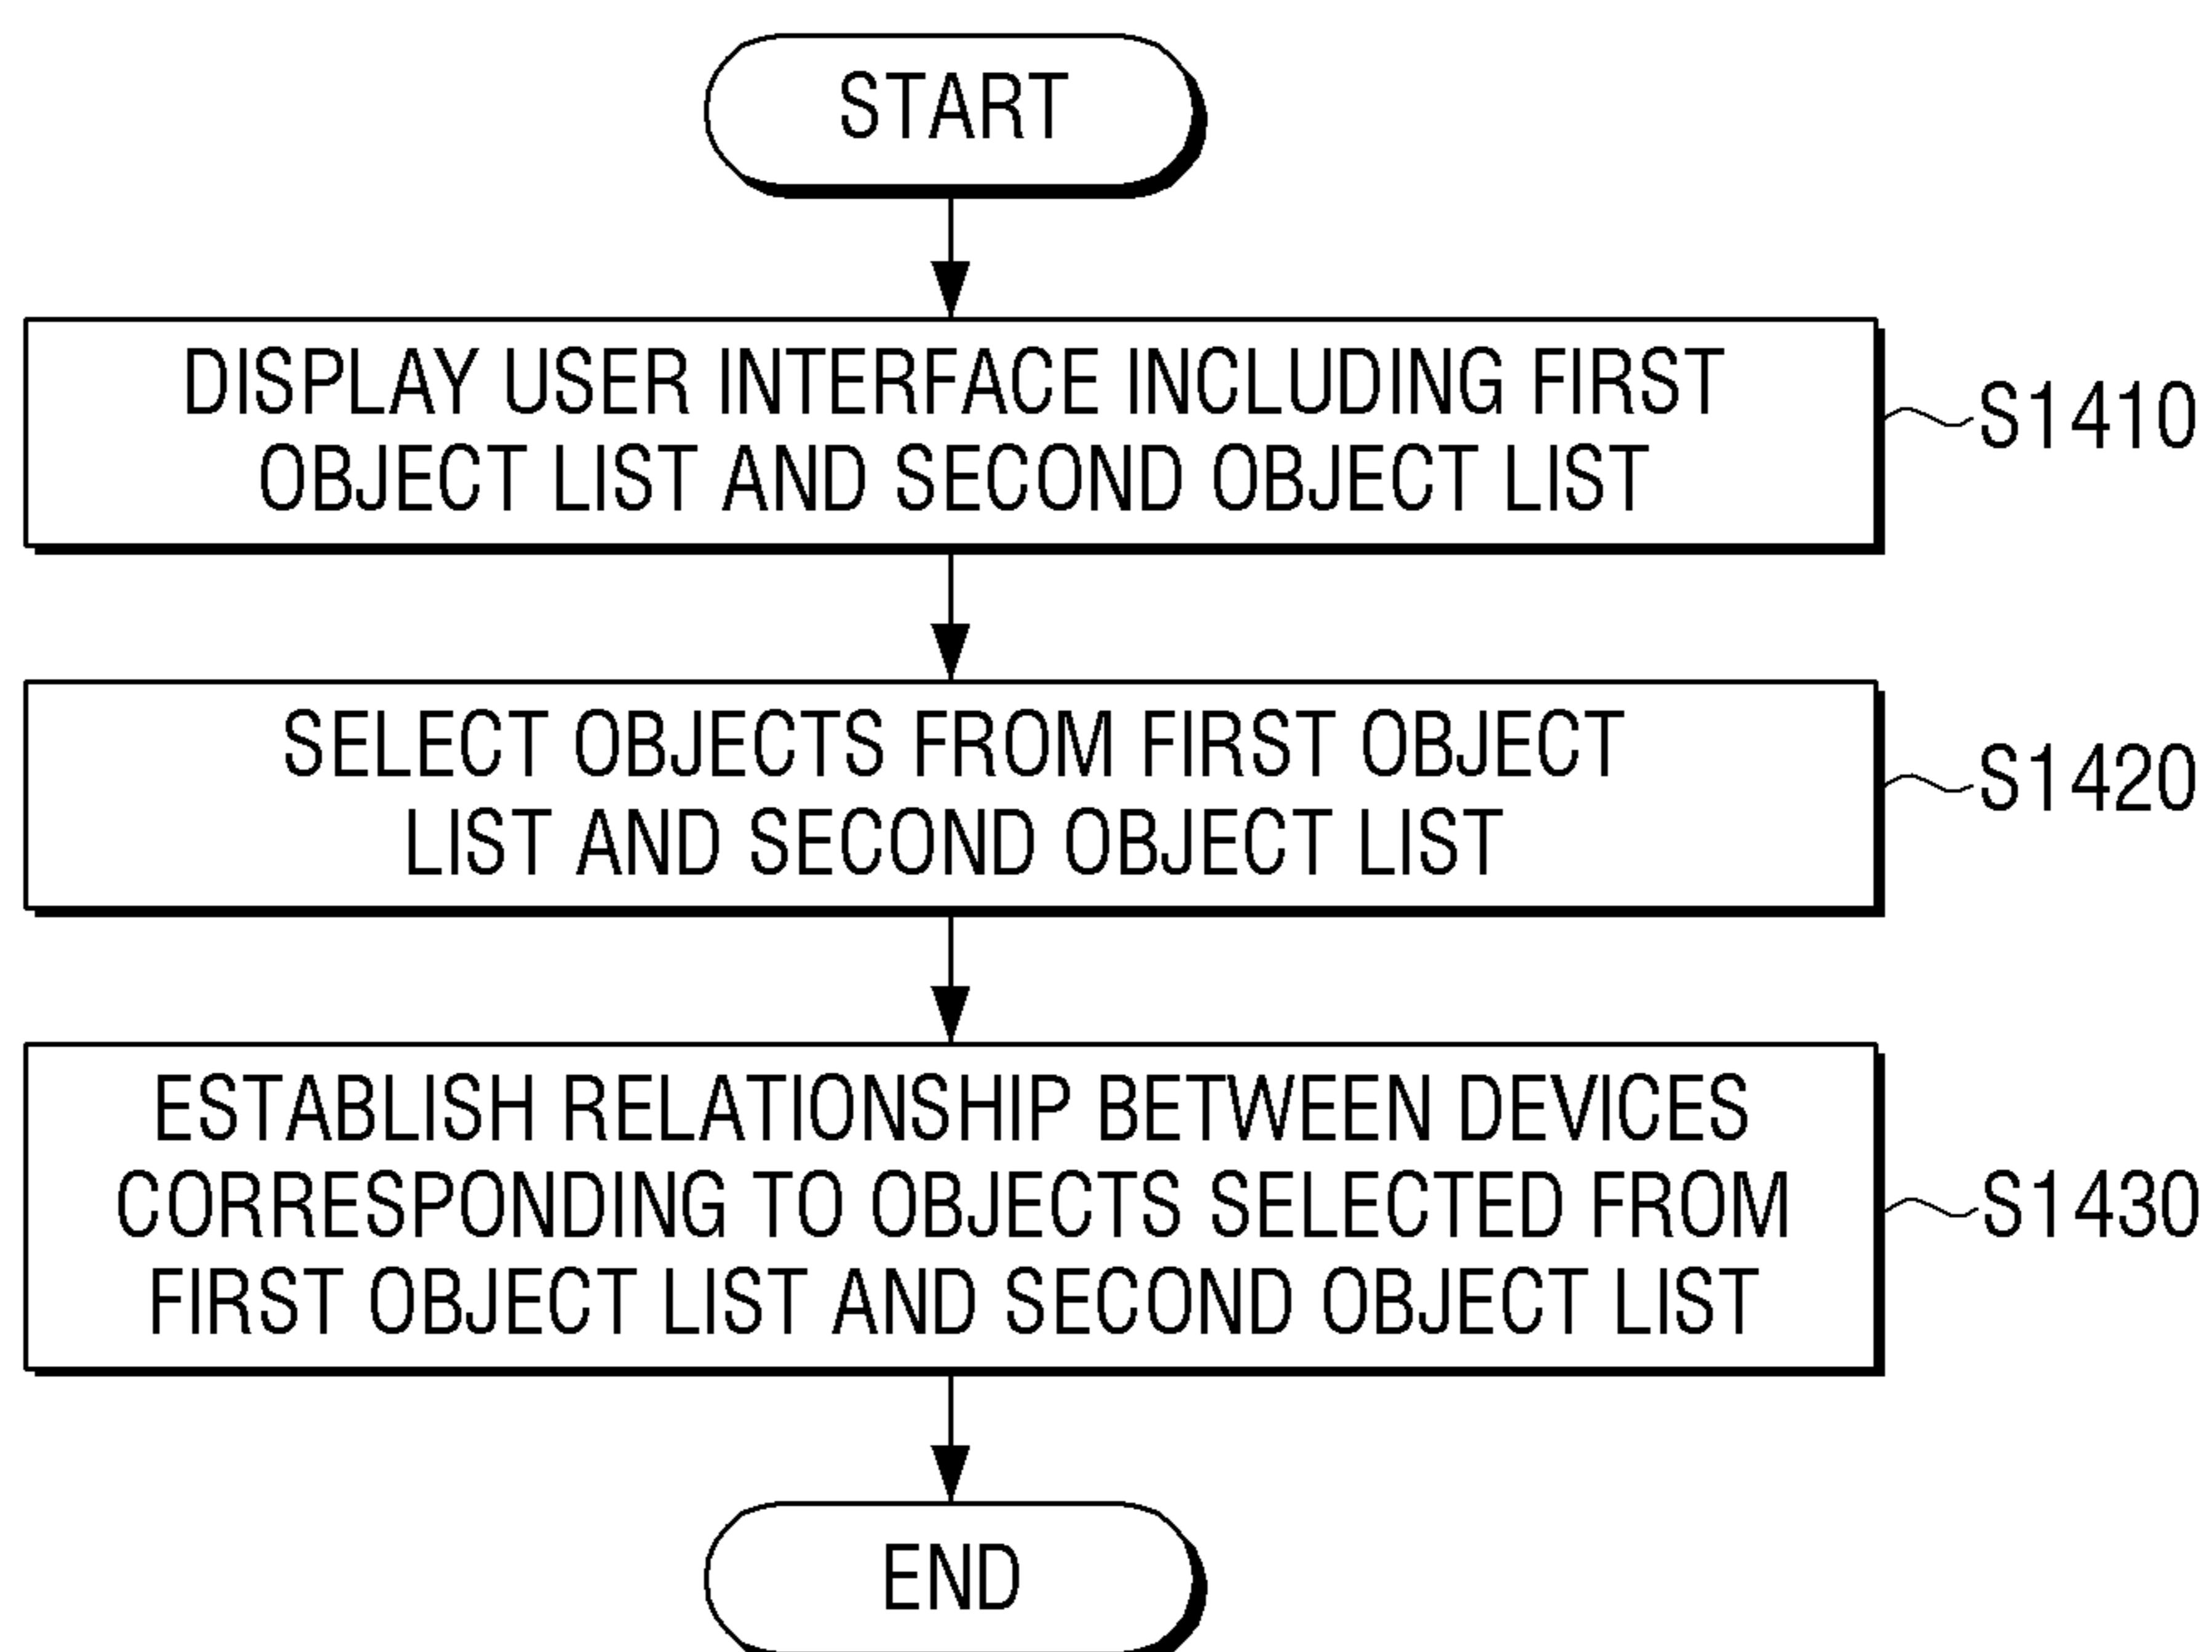 START
DISPLAY USER INTERFACE INCLUDING FIRST
OBJECT LIST AND SECOND OBJECT LIST
S1410
SELECT OBJECTS FROM FIRST OBJECT
LIST AND SECOND OBJECT LIST
S1420
ESTABLISH RELATIONSHIP BETWEEN DEVICES
CORRESPONDING TO OBJECTS SELECTED FROM
FIRST OBJECT LIST AND SECOND OBJECT LIST
S1430
END